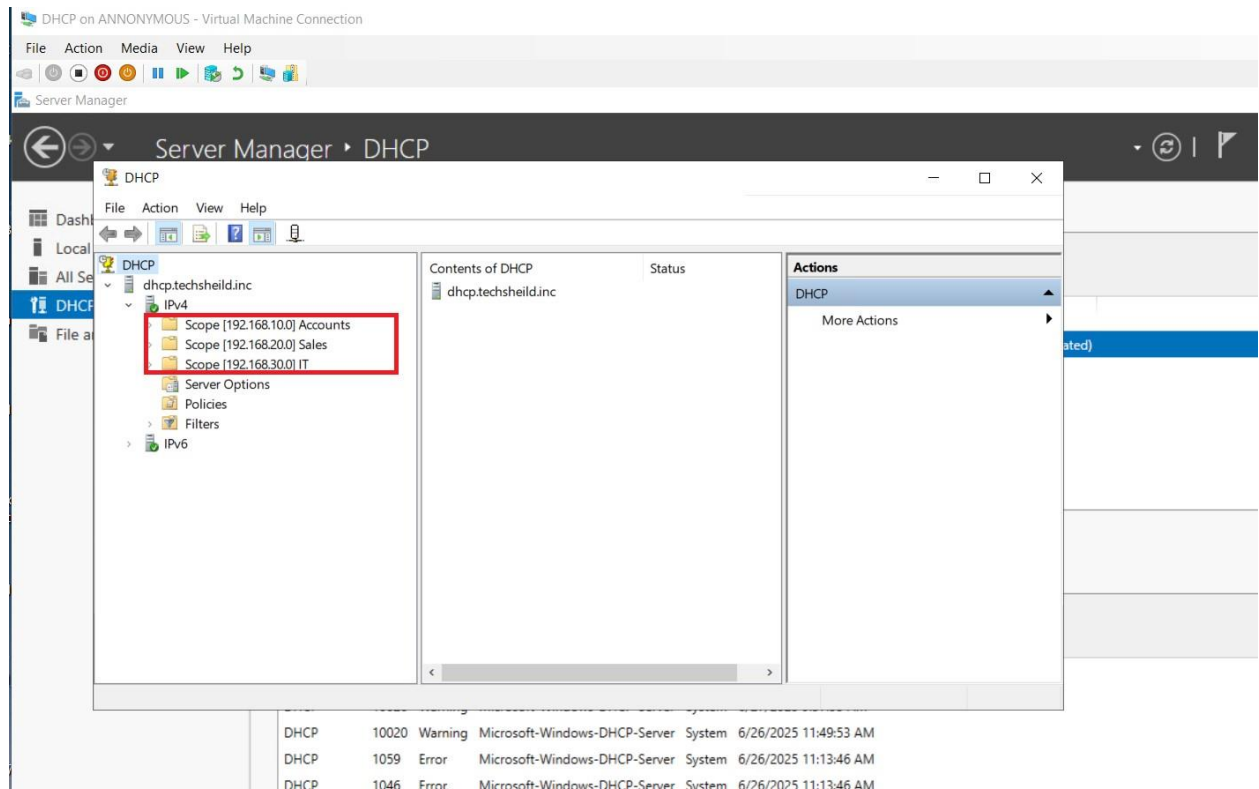 DHCP on ANNONYMOUS - Virtual Machine Connection
File Action Media View Help
Server Manager
Server Manager DHCP
DHCP
File Action View Help
DHCP
dhcp.techsheild.inc
IPv4
Scope [192.168.10.0] Accounts
Scope [192.168.20.0] Sales
Scope [192.168.30.0] IT
Server Options
Policies
Filters
IPv6
Contents of DHCP Status
dhcp.techsheild.inc
Actions
DHCP
More Actions
Local
DHCP
ated)
DHCP 10020 Warning Microsoft-Windows-DHCP-Server System 6/26/2025 11:49:53 AM
DHCP 1059 Error Microsoft-Windows-DHCP-Server System 6/26/2025 11:13:46 AM
DHCP 1046 Error Microsoft-Windows-DHCP-Server System 6/26/2025 11:13:46 AM